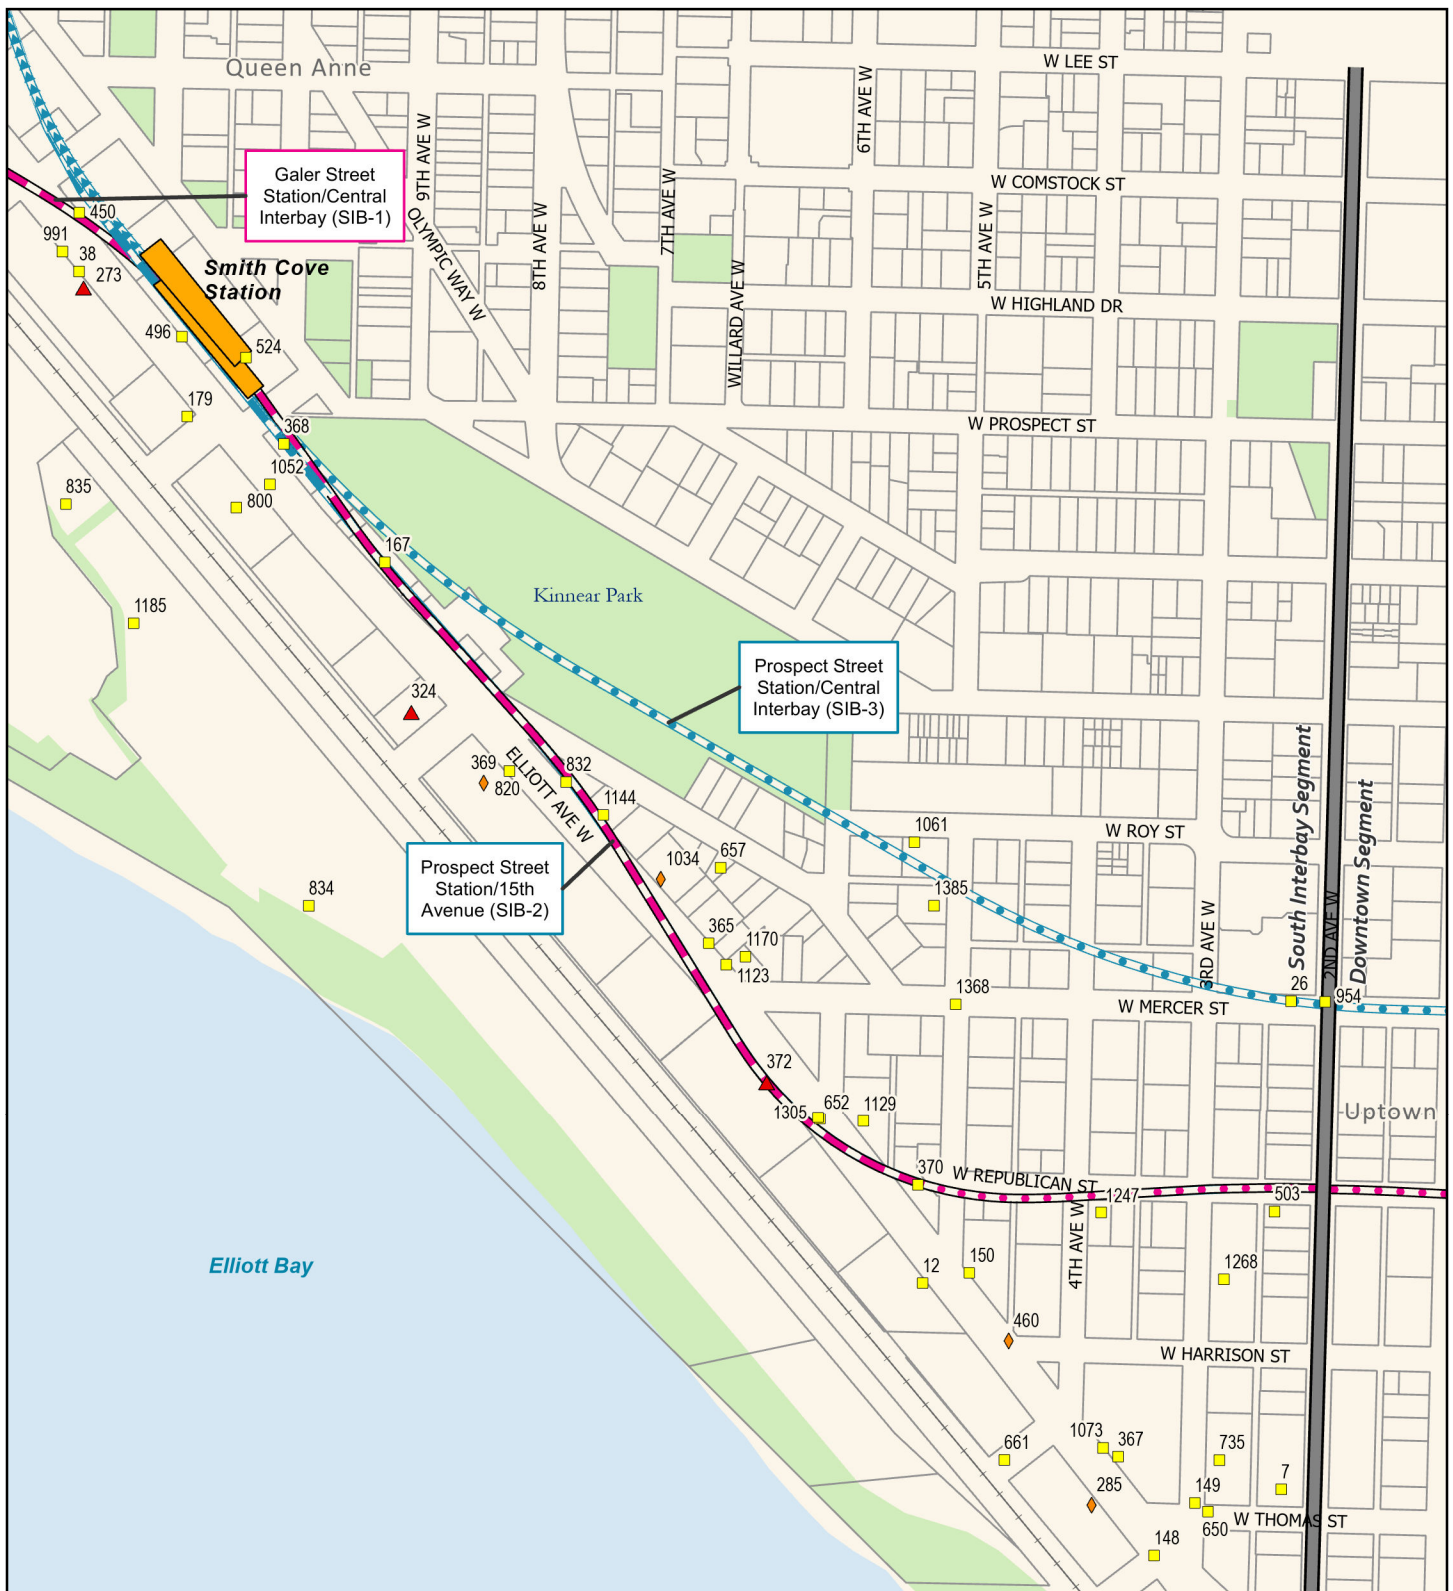 W LEE ST
Queen Anne
6TH AVE W
9TH AVE W
Galer Street
Station/Central
Interbay (SIB-1)
W COMSTOCK ST
7TH AVE W
8TH AVE W
5TH AVE W
OLYMPIC WAY W
450
991
38
273
Smith Cove
Station
WILLARD AVE W
W HIGHLAND DR
496
524
179
368
W PROSPECT ST
1052
835
800
167
Kinnear Park
1185
Prospect Street
Station/Central
Interbay (SIB-3)
324
South Interbay Segment
Downtown Segment
369
820
ELLIOTT AVE W
832
1144
1061
W ROY ST
Prospect Street
Station/15th
Avenue (SIB-2)
1034
657
834
1385
2ND AVE W
3RD AVE W
365
1170
1123
1368
26
954
W MERCER ST
372
1305
652
1129
Uptown
370
W REPUBLICAN ST
1247
503
4TH AVE W
Elliott Bay
12
150
1268
460
W HARRISON ST
661
1073
367
735
285
149
7
650
W THOMAS ST
148